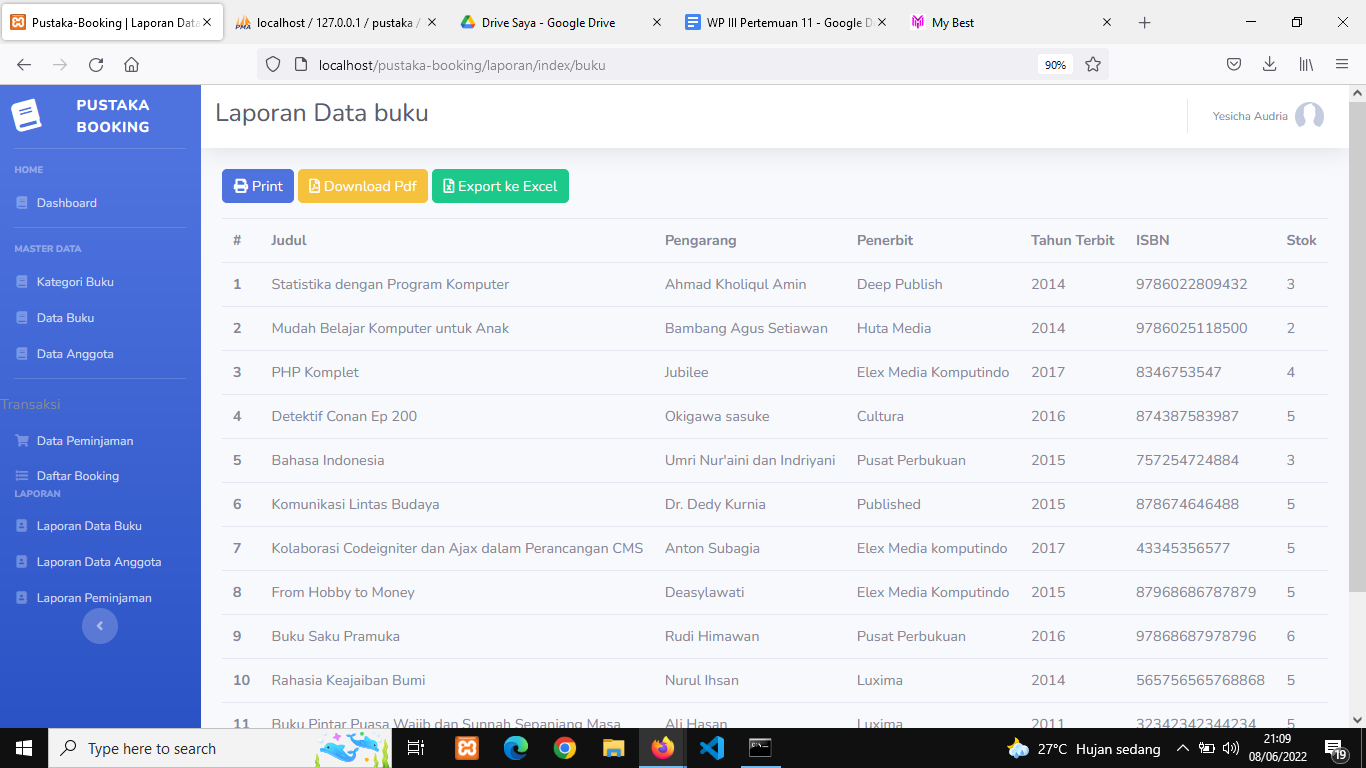 Pustaka-Booking | Laporan Data
localhost / 127.0.0.1 / pustaka /
Drive Saya - Google Drive
WP III Pertemuan 11 - Google D
My Best
localhost/pustaka-booking/laporan/index/buku
90%
PUSTAKA
BOOKING
Laporan Data buku
Yesicha Audria
HOME
Dashboard
MASTER DATA
Kategori Buku
Data Buku
Data Anggota
Transaksi
Data Peminjaman
Daftar Booking
LAPORAN
Laporan Data Buku
Laporan Data Anggota
Laporan Peminjaman
Print Download Pdf Export ke Excel
# Judul Pengarang Penerbit Tahun Terbit ISBN Stok
1 Statistika dengan Program Komputer Ahmad Kholiqul Amin Deep Publish 2014 9786022809432 3
2 Mudah Belajar Komputer untuk Anak Bambang Agus Setiawan Huta Media 2014 9786025118500 2
3 PHP Komplet Jubilee Elex Media Komputindo 2017 8346753547 4
4 Detektif Conan Ep 200 Okigawa sasuke Cultura 2016 874387583987 5
5 Bahasa Indonesia Umri Nur'aini dan Indriyani Pusat Perbukuan 2015 757254724884 3
6 Komunikasi Lintas Budaya Dr. Dedy Kurnia Published 2015 878674646488 5
7 Kolaborasi Codeigniter dan Ajax dalam Perancangan CMS Anton Subagia Elex Media komputindo 2017 43345356577 5
8 From Hobby to Money Deasylawati Elex Media Komputindo 2015 87968686787879 5
9 Buku Saku Pramuka Rudi Himawan Pusat Perbukuan 2016 97868687978796 6
10 Rahasia Keajaiban Bumi Nurul Ihsan Luxima 2014 565756565768868 5
11 Buku Pintar Puasa Wajib dan Sunnah Sepanjang Masa Ali Hasan Luxima 2011 32342342344234 5
Type here to search
27°C Hujan sedang
21:09
08/06/2022
19